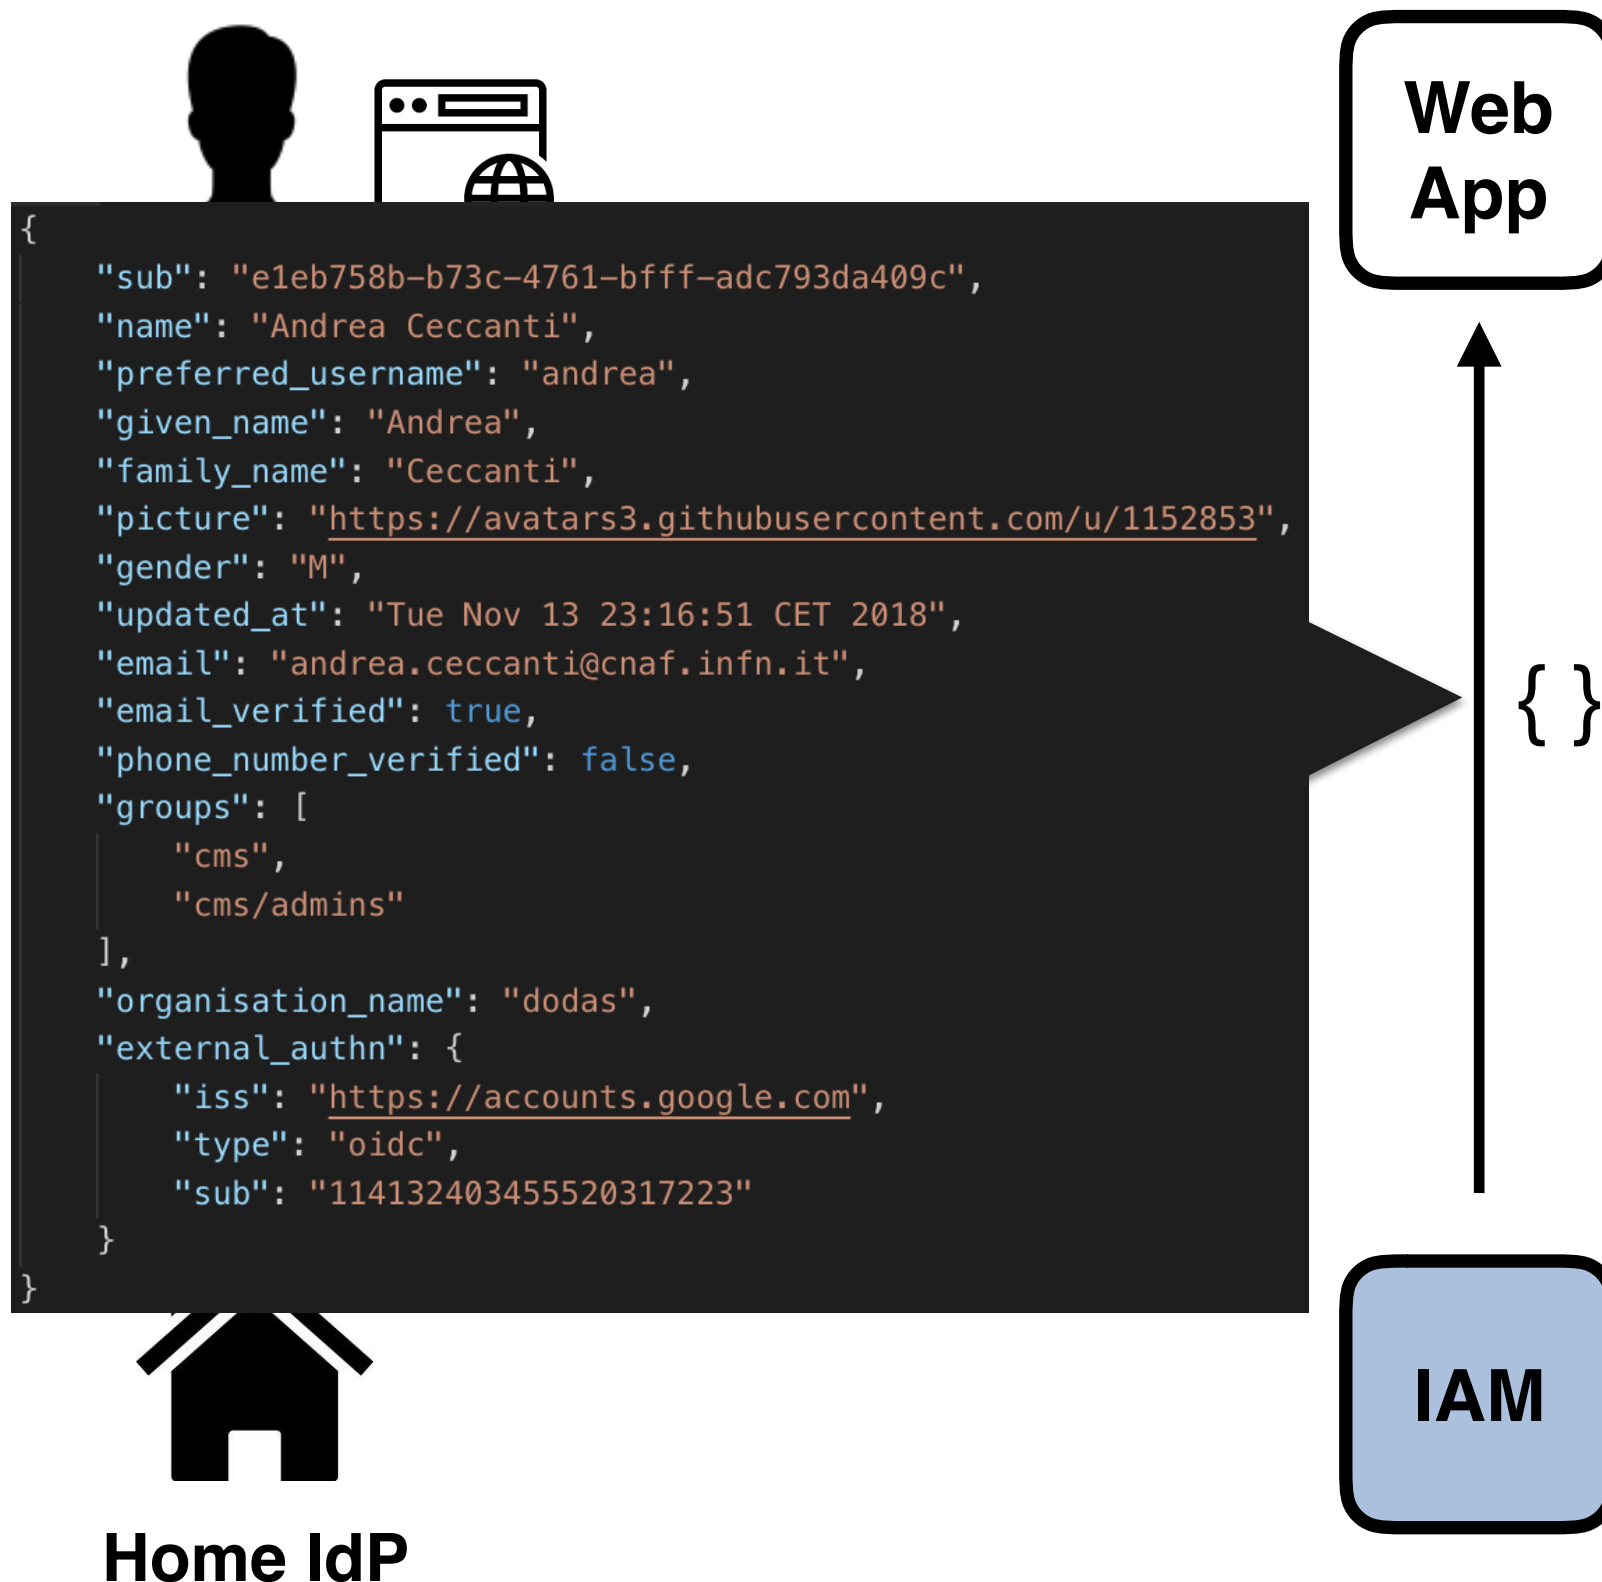 Web
App
{
"sub": "e1eb758b-b73c-4761-bfff-adc793da409c",
"name": "Andrea Ceccanti",
"preferred_username": "andrea",
"given_name": "Andrea",
"family_name": "Ceccanti",
"picture": "https://avatars3.githubusercontent.com/u/1152853",
"gender": "M",
"updated_at": "Tue Nov 13 23:16:51 CET 2018",
"email": "andrea.ceccanti@cnaf.infn.it",
"email_verified": true,
"phone_number_verified": false,
"groups": [
"cms",
"cms/admins"
],
"organisation_name": "dodas",
"external_authn": {
"iss": "https://accounts.google.com",
"type": "oidc",
"sub": "114132403455520317223"
}
}
{ }
IAM
Home IdP